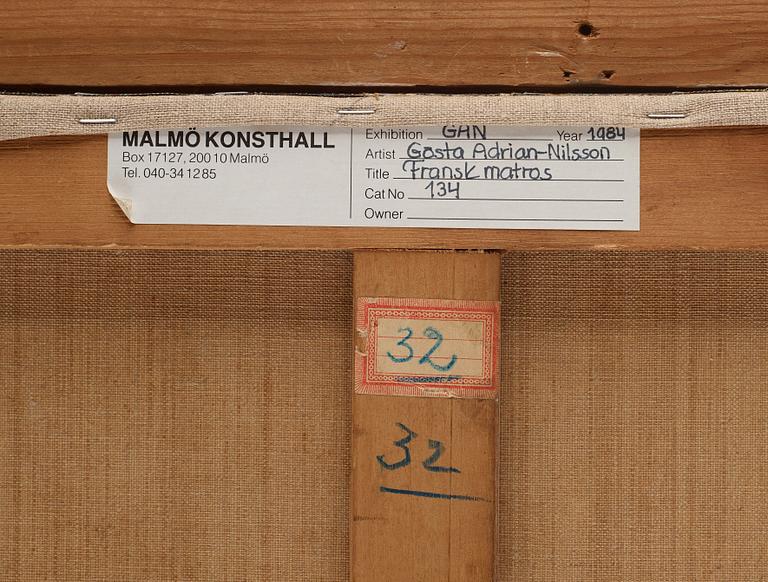 MALMÖ KONSTHALL
Box 17127, 200 10 Malmö
Tel. 040-34 12 85
Exhibition GAN Year 1984
Artist Gösta Adrian-Nilsson
Title Fransk matros
Cat No 134
Owner
32
32